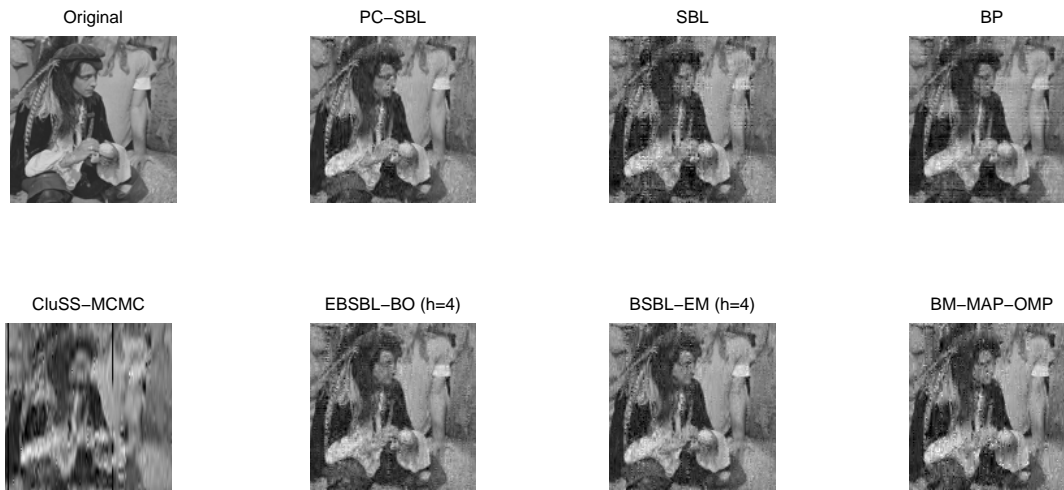 Original
PC−SBL
SBL
BP
CluSS−MCMC
EBSBL−BO (h=4)
BSBL−EM (h=4)
BM−MAP−OMP